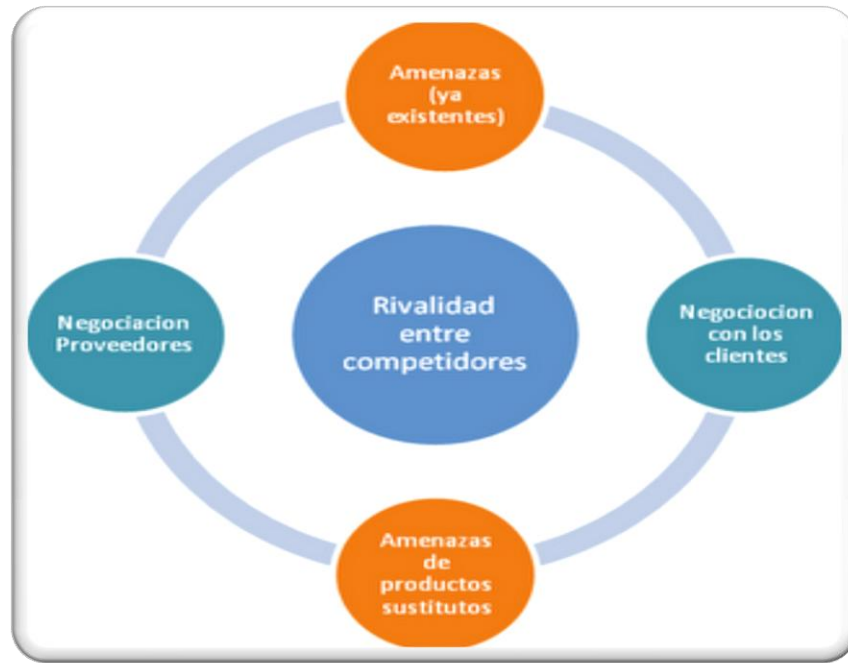 Amenazas
(ya
existentes)
Negociacion
Proveedores
Rivalidad
entre
competidores
Negociocion
con los
clientes
Amenazas
de
productos
sustitutos